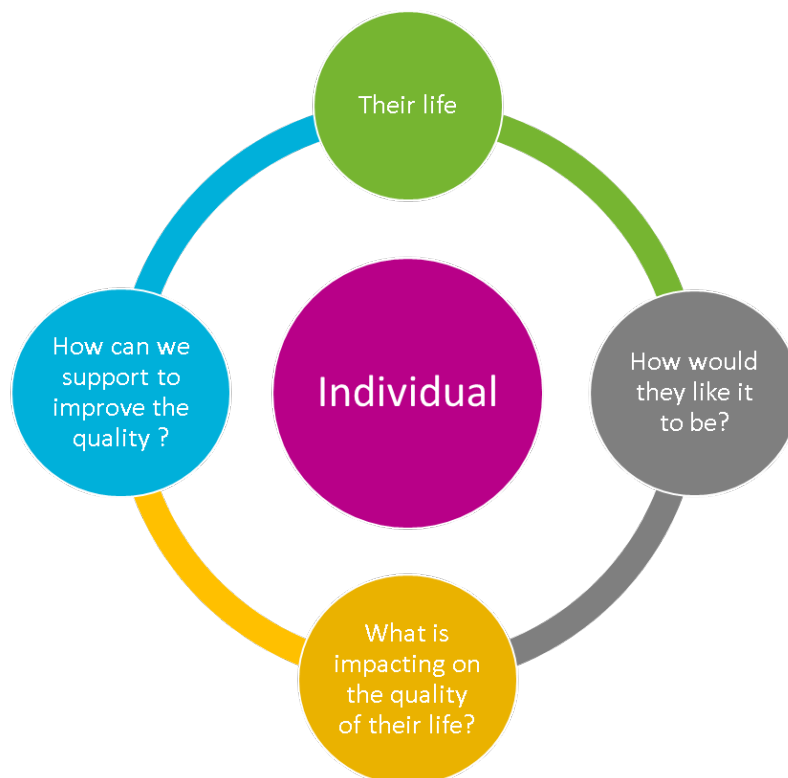 Their life
How would
they like it
to be?
What is
impacting on
the quality
of their life?
How can we
support to
improve the
quality ?
Individual